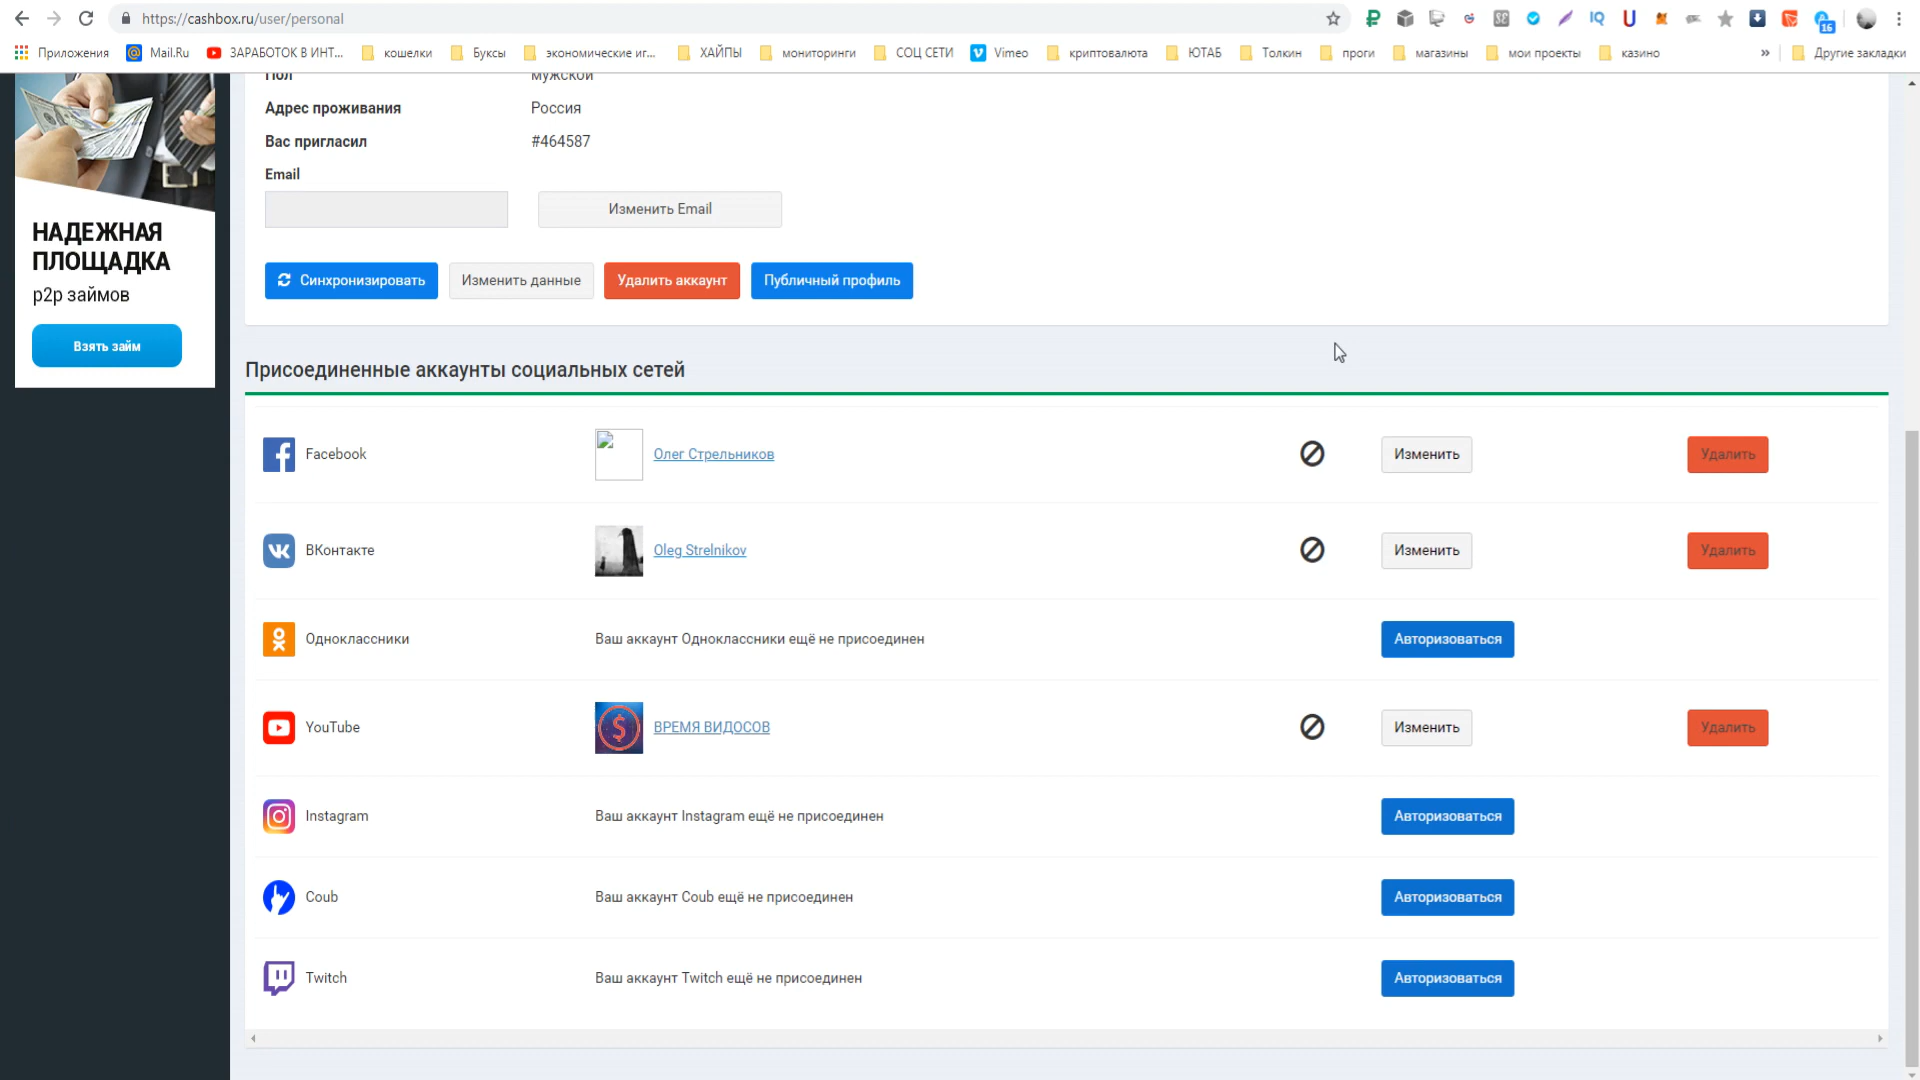 https://cashbox.ru/user/personal
16
Приложения
Mail.Ru
ЗАРАБОТОК В ИНТ...
кошелки
Буксы
экономические иг...
ХАЙПЫ
мониторинги
СОЦ СЕТИ
Vimeo
криптовалюта
ЮТАБ
Толкин
проги
магазины
мои проекты
казино
»
Другие закладки
НАДЕЖНАЯ
ПЛОЩАДКА
p2p займов
Взять займ
Пол мужской
Адрес проживания Россия
Вас пригласил #464587
Email
Изменить Email
Синхронизировать Изменить данные Удалить аккаунт Публичный профиль
Присоединенные аккаунты социальных сетей
Facebook Олег Стрельников Изменить Удалить
ВКонтакте Oleg Strelnikov Изменить Удалить
Одноклассники Ваш аккаунт Одноклассники ещё не присоединен Авторизоваться
YouTube ВРЕМЯ ВИДОСОВ Изменить Удалить
Instagram Ваш аккаунт Instagram ещё не присоединен Авторизоваться
Coub Ваш аккаунт Coub ещё не присоединен Авторизоваться
Twitch Ваш аккаунт Twitch ещё не присоединен Авторизоваться